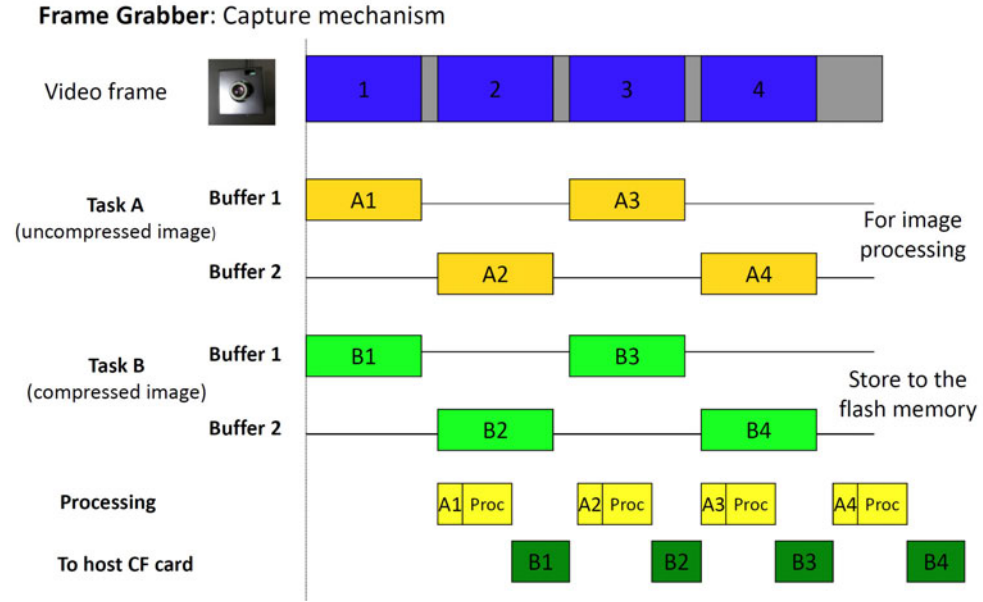 Frame Grabber: Capture mechanism
Video frame
1 2 3 4
Task A
(uncompressed image)
Buffer 1
A1 A3
Buffer 2
A2 A4
For image
processing
Task B
(compressed image)
Buffer 1
B1 B3
Buffer 2
B2 B4
Store to the
flash memory
Processing
A1 Proc A2 Proc A3 Proc A4 Proc
To host CF card
B1 B2 B3 B4